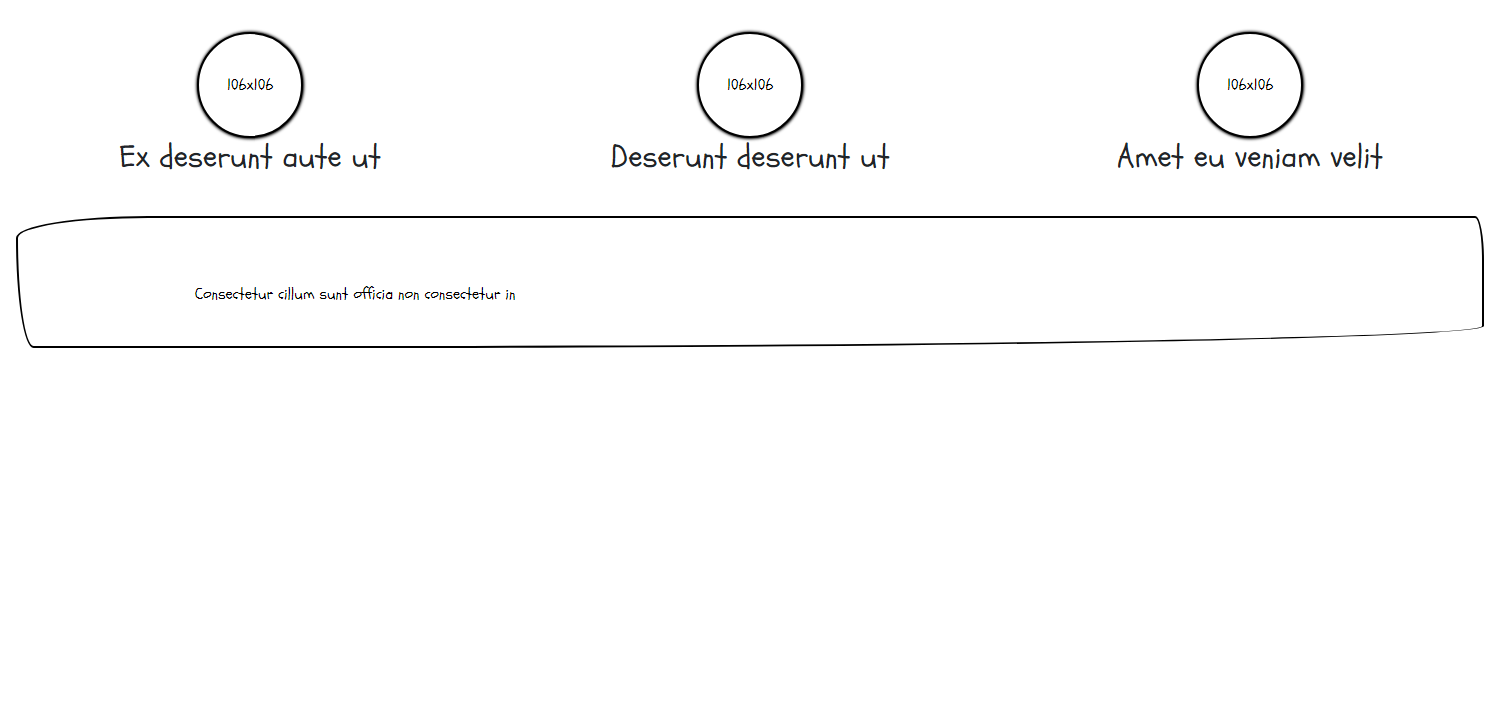 106x106
106x106
106x106
Ex deserunt aute ut
Deserunt deserunt ut
Amet eu veniam velit
Consectetur cillum sunt officia non consectetur in